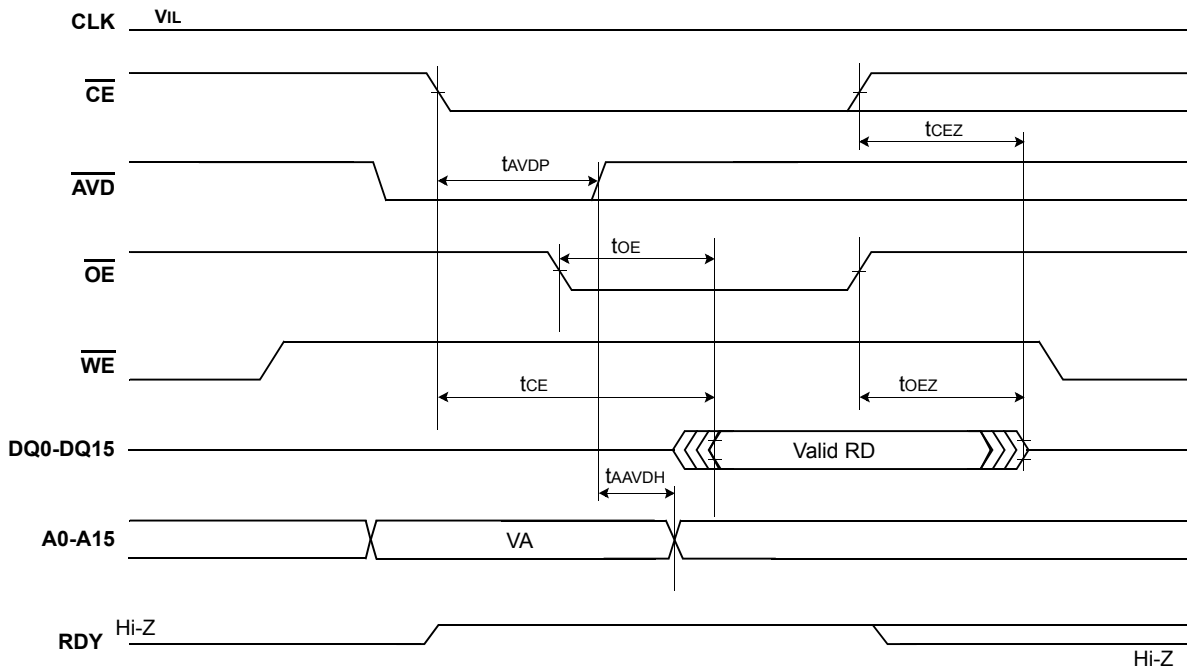 CLK VIL
CE
tCEZ
AVD tAVDP
OE tOE
WE
tCE tOEZ
DQ0-DQ15 Valid RD
tAAVDH
A0-A15 VA
RDY Hi-Z
Hi-Z